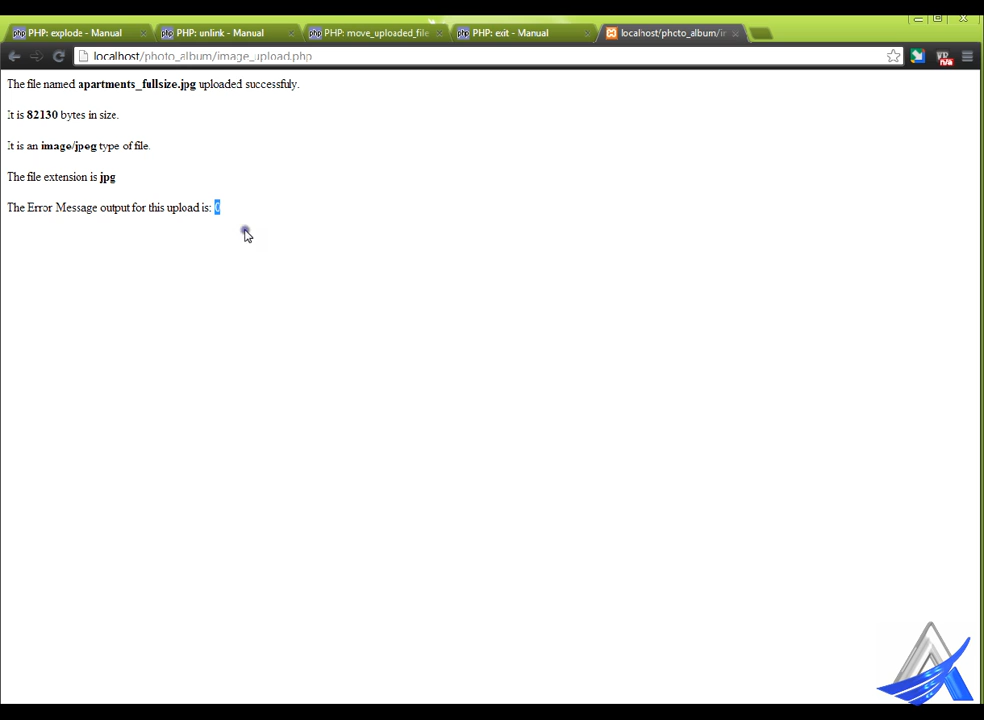 PHP: explode - Manual
PHP: unlink - Manual
PHP: move_uploaded_file
PHP: exit - Manual
localhost/photo_album/ir
localhost/photo_album/image_upload.php
The file named apartments_fullsize.jpg uploaded successfuly.
It is 82130 bytes in size.
It is an image/jpeg type of file.
The file extension is jpg
The Error Message output for this upload is: 0